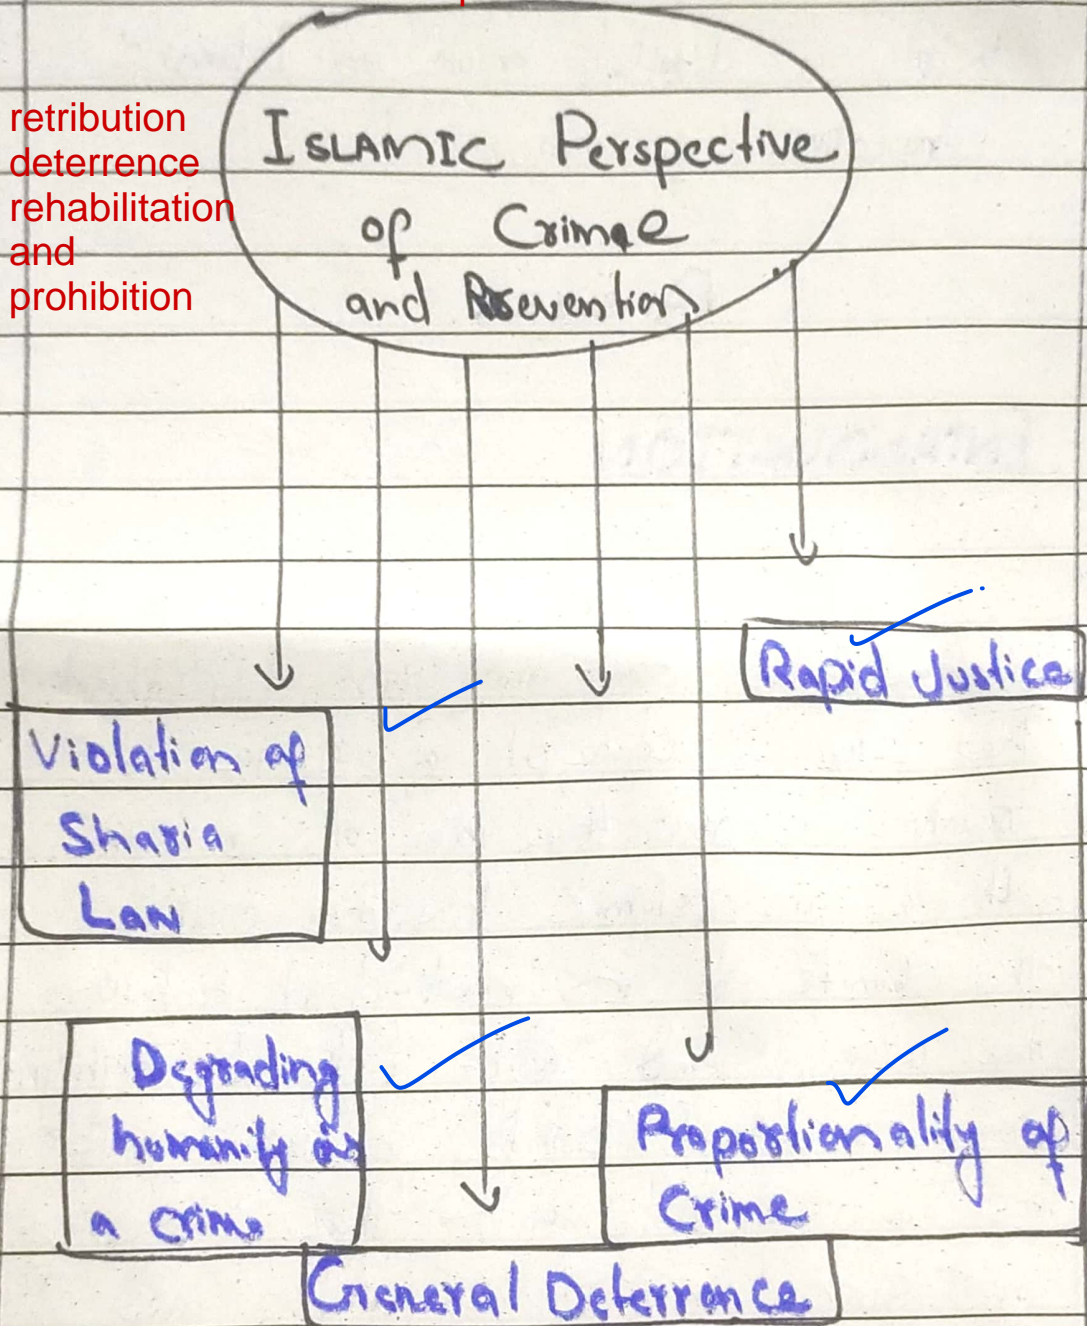 retribution
deterrence
rehabilitation
and
prohibition
ISLAMIC Perspective
of Crime
and Prevention
Rapid Justice
Violation of
Sharia
Law
Degrading
humanity as
a crime
Proportionality of
Crime
General Deterrence